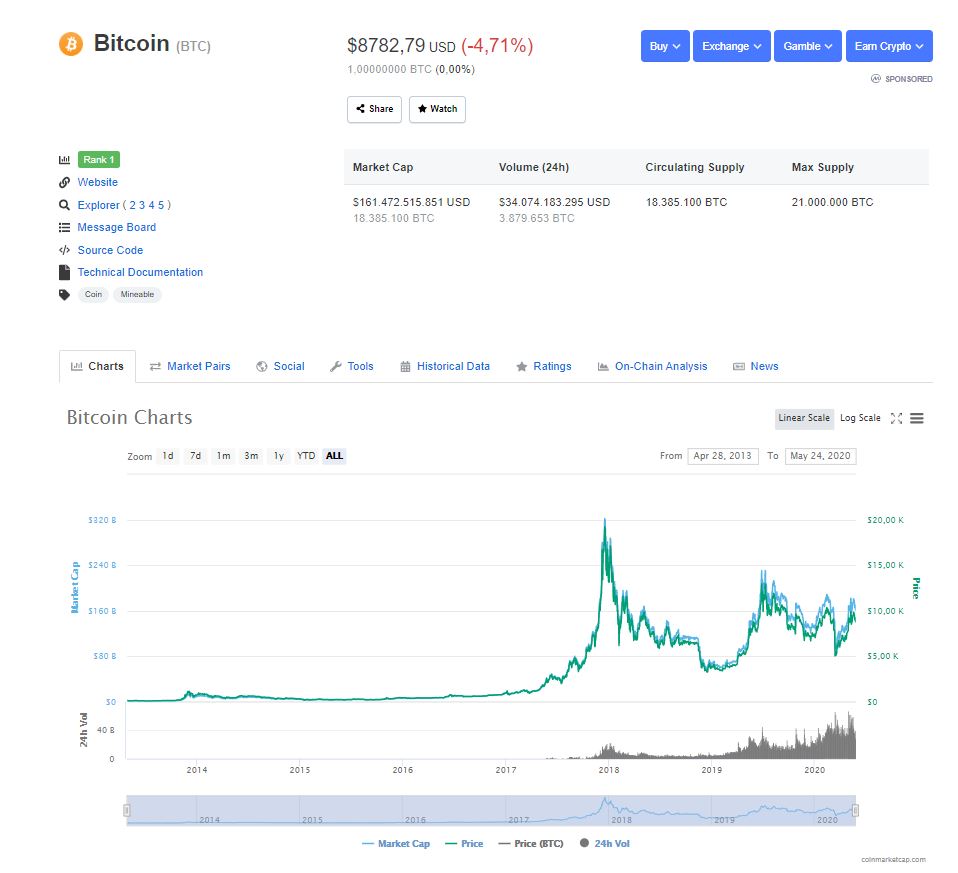 Bitcoin (BTC)
$8782,79 USD (-4,71%)
1,00000000 BTC (0,00%)
Buy
Exchange
Gamble
Earn Crypto
SPONSORED
Share
Watch
Rank 1
Website
Explorer ( 2 3 4 5 )
Message Board
Source Code
Technical Documentation
Coin Mineable
Market Cap Volume (24h) Circulating Supply Max Supply
$161.472.515.851 USD $34.074.183.295 USD 18.385.100 BTC 21.000.000 BTC
18.385.100 BTC 3.879.653 BTC
Charts Market Pairs Social Tools Historical Data Ratings On-Chain Analysis News
Bitcoin Charts
Linear Scale Log Scale
Zoom 1d 7d 1m 3m 1y YTD ALL
From Apr 28, 2013 To May 24, 2020
$320 B $20,00 K
$240 B $15,00 K
$160 B $10,00 K
$80 B $5,00 K
$0 $0
Market Cap
Price
24h Vol
40 B
0
2014 2015 2016 2017 2018 2019 2020
2014 2015 2016 2017 2018 2019 2020
Market Cap Price Price (BTC) 24h Vol
coinmarketcap.com